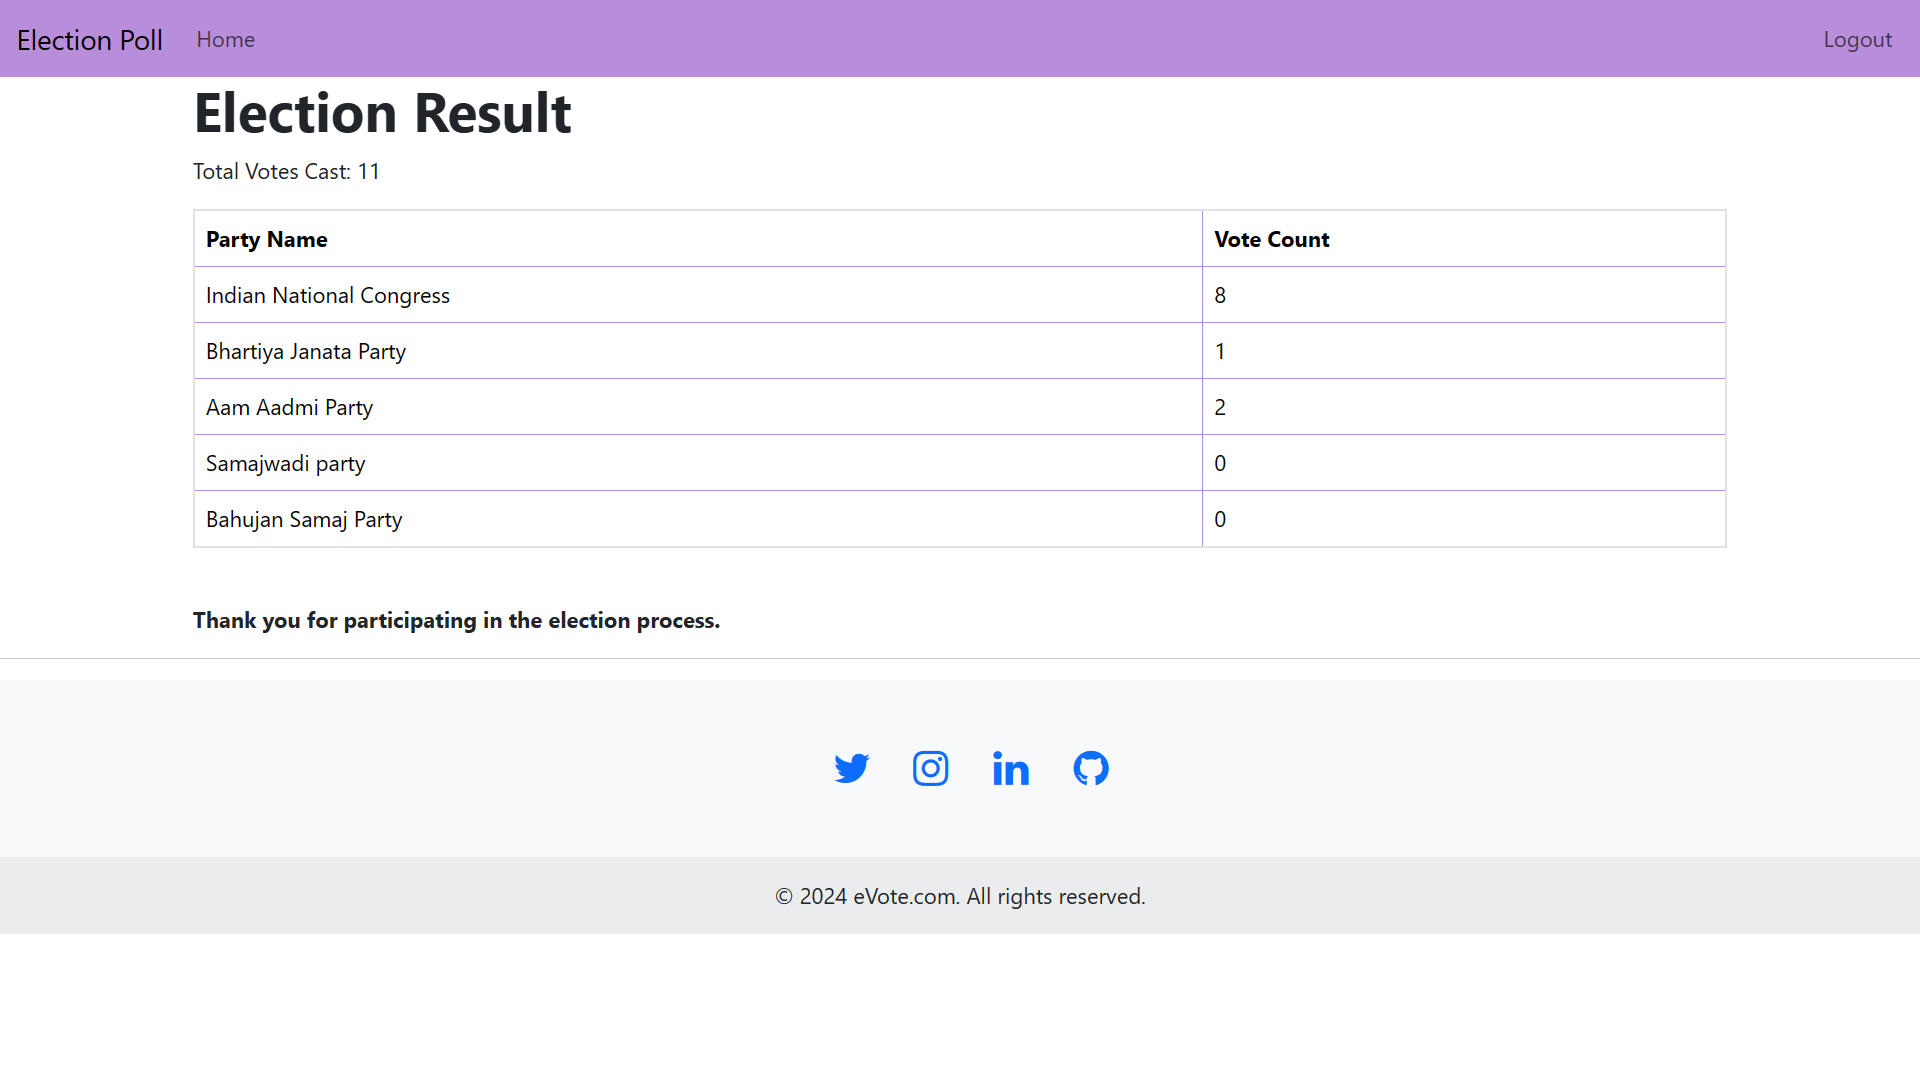 Election Poll Home Logout
Election Result
Total Votes Cast: 11
Party Name Vote Count
Indian National Congress 8
Bhartiya Janata Party 1
Aam Aadmi Party 2
Samajwadi party 0
Bahujan Samaj Party 0
Thank you for participating in the election process.
© 2024 eVote.com. All rights reserved.